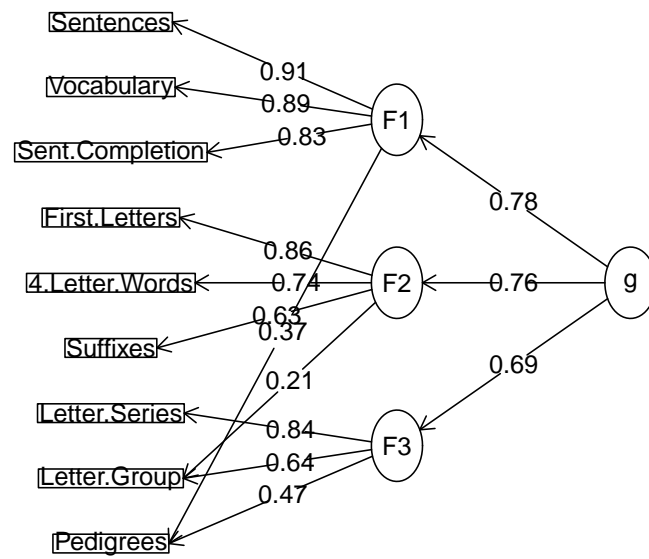 Sentences
0.91
Vocabulary
0.89
F1
Sent.Completion
0.83
0.78
First.Letters
0.86
4.Letter.Words
0.74
F2
0.76
g
Suffixes
0.63
0.37
0.21
0.69
Letter.Series
0.84
F3
Letter.Group
0.64
0.47
Pedigrees